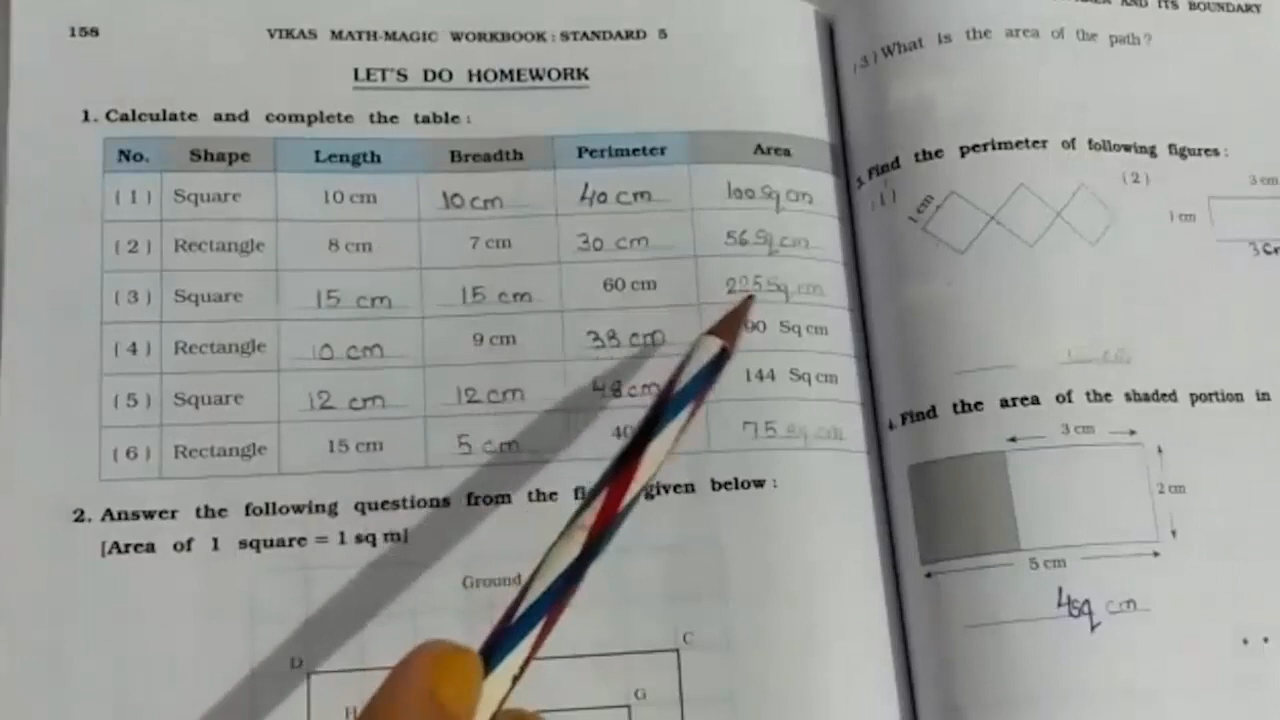 158 VIKAS MATH-MAGIC WORKBOOK : STANDARD 5
LET'S DO HOMEWORK
1. Calculate and complete the table :
No. Shape Length Breadth Perimeter Area
(1) Square 10 cm 10 cm 40 cm 100 Sq cm
(2) Rectangle 8 cm 7 cm 30 cm 56 Sq cm
(3) Square 15 cm 15 cm 60 cm 225 Sq cm
(4) Rectangle 10 cm 9 cm 38 cm 90 Sq cm
(5) Square 12 cm 12 cm 48 cm 144 Sq cm
(6) Rectangle 15 cm 5 cm 40 75 Sq cm
2. Answer the following questions from the given below :
[Area of 1 square = 1 sq m]
Ground
D C
H G
AND ITS BOUNDARY
(3) What is the area of the path?
3. Find the perimeter of following figures :
(1) 1 cm
(2) 3 cm
1 cm
3 c
4. Find the area of the shaded portion in
3 cm
2 cm
5 cm
4 sq cm